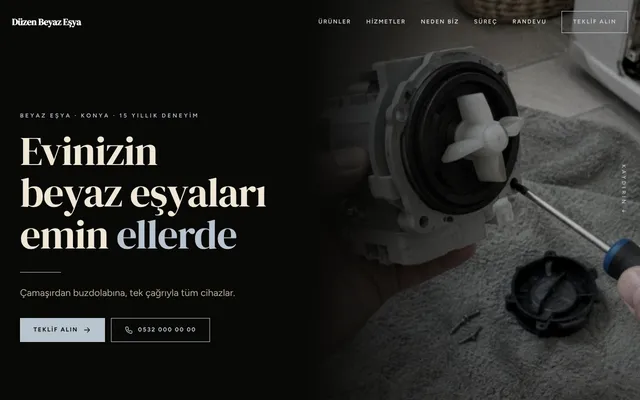 Düzen Beyaz Eşya
ÜRÜNLER HİZMETLER NEDEN BİZ SÜREÇ RANDEVU TEKLİF ALIN
BEYAZ EŞYA · KONYA · 15 YILLIK DENEYİM
Evinizin
beyaz eşyaları
emin ellerde
Çamaşırdan buzdolabına, tek çağrıyla tüm cihazlar.
TEKLİF ALIN → 0532 000 00 00
KAYDIRIN